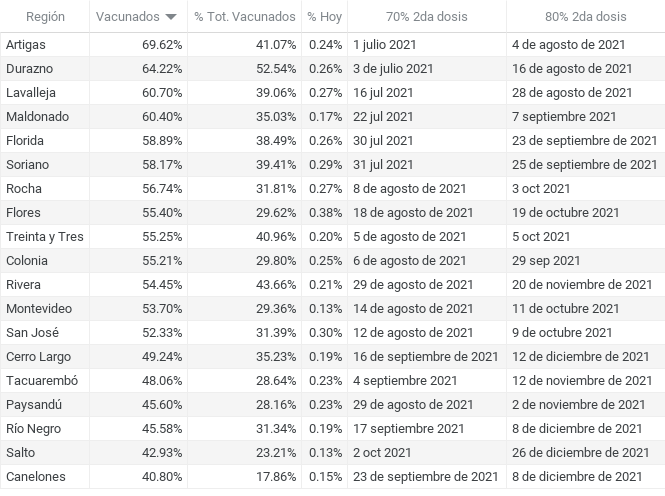 Región Vacunados % Tot. Vacunados % Hoy 70% 2da dosis 80% 2da dosis
Artigas 69.62% 41.07% 0.24% 1 julio 2021 4 de agosto de 2021
Durazno 64.22% 52.54% 0.26% 3 de julio 2021 16 de agosto de 2021
Lavalleja 60.70% 39.06% 0.27% 16 jul 2021 28 de agosto de 2021
Maldonado 60.40% 35.03% 0.17% 22 jul 2021 7 septiembre 2021
Florida 58.89% 38.49% 0.26% 30 jul 2021 23 de septiembre de 2021
Soriano 58.17% 39.41% 0.29% 31 jul 2021 25 de septiembre de 2021
Rocha 56.74% 31.81% 0.27% 8 de agosto de 2021 3 oct 2021
Flores 55.40% 29.62% 0.38% 18 de agosto de 2021 19 de octubre 2021
Treinta y Tres 55.25% 40.96% 0.20% 5 de agosto de 2021 5 oct 2021
Colonia 55.21% 29.80% 0.25% 6 de agosto de 2021 29 sep 2021
Rivera 54.45% 43.66% 0.21% 29 de agosto de 2021 20 de noviembre de 2021
Montevideo 53.70% 29.36% 0.13% 14 de agosto de 2021 11 de octubre 2021
San José 52.33% 31.39% 0.30% 12 de agosto de 2021 9 de octubre 2021
Cerro Largo 49.24% 35.23% 0.19% 16 de septiembre de 2021 12 de diciembre de 2021
Tacuarembó 48.06% 28.64% 0.23% 4 septiembre 2021 12 de noviembre de 2021
Paysandú 45.60% 28.16% 0.23% 29 de agosto de 2021 2 de noviembre de 2021
Río Negro 45.58% 31.34% 0.19% 17 septiembre 2021 8 de diciembre de 2021
Salto 42.93% 23.21% 0.13% 2 oct 2021 26 de diciembre de 2021
Canelones 40.80% 17.86% 0.15% 23 de septiembre de 2021 8 de diciembre de 2021